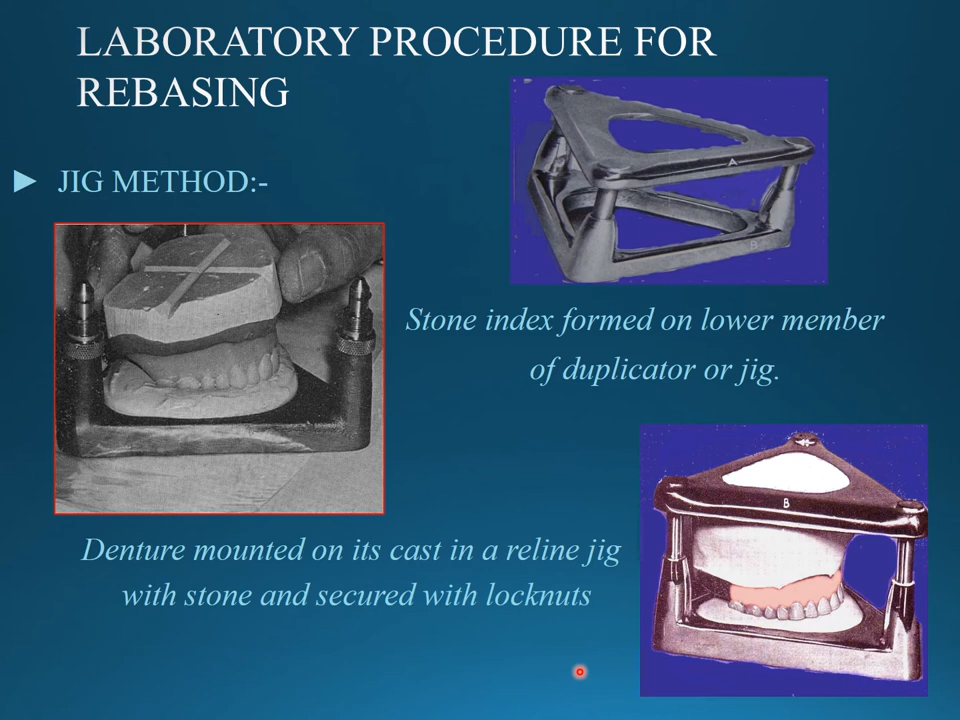 LABORATORY PROCEDURE FOR
REBASING
JIG METHOD:-
A
B
Stone index formed on lower member
of duplicator or jig.
B
Denture mounted on its cast in a reline jig
with stone and secured with locknuts